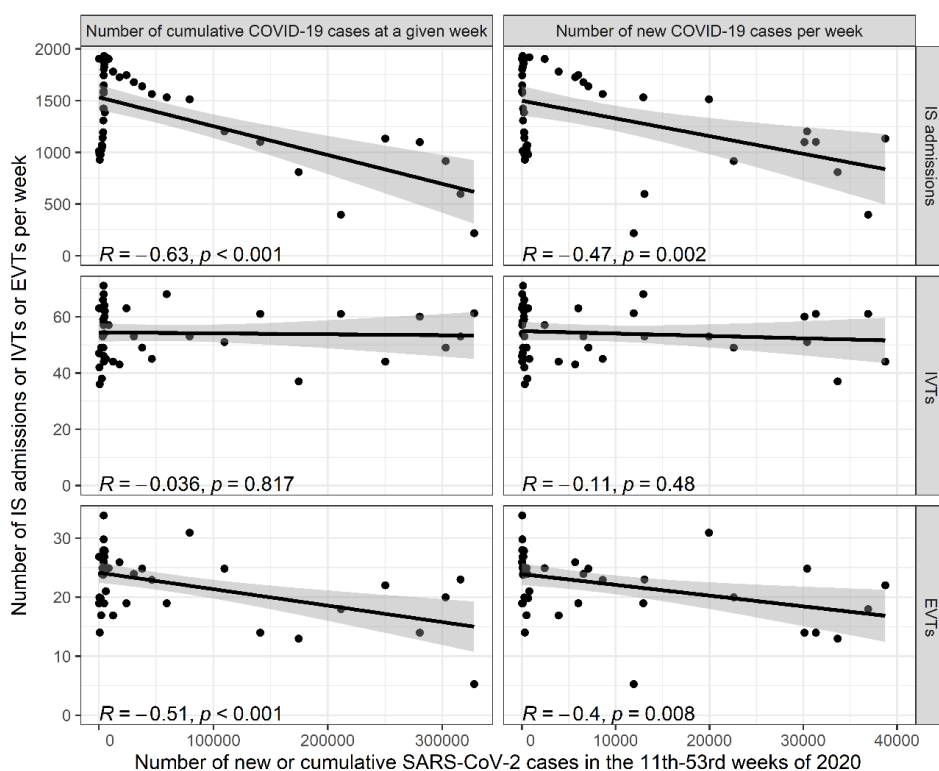 Number of cumulative COVID-19 cases at a given week
Number of new COVID-19 cases per week
2000
1500
1000
500
0
R = −0.63, p < 0.001
R = −0.47, p = 0.002
IS admissions
60
40
20
0
R = −0.036, p = 0.817
R = −0.11, p = 0.48
IVTs
30
20
10
0
R = −0.51, p < 0.001
R = −0.4, p = 0.008
EVTs
Number of IS admissions or IVTs or EVTs per week
0 100000 200000 300000
0 10000 20000 30000 40000
Number of new or cumulative SARS-CoV-2 cases in the 11th-53rd weeks of 2020